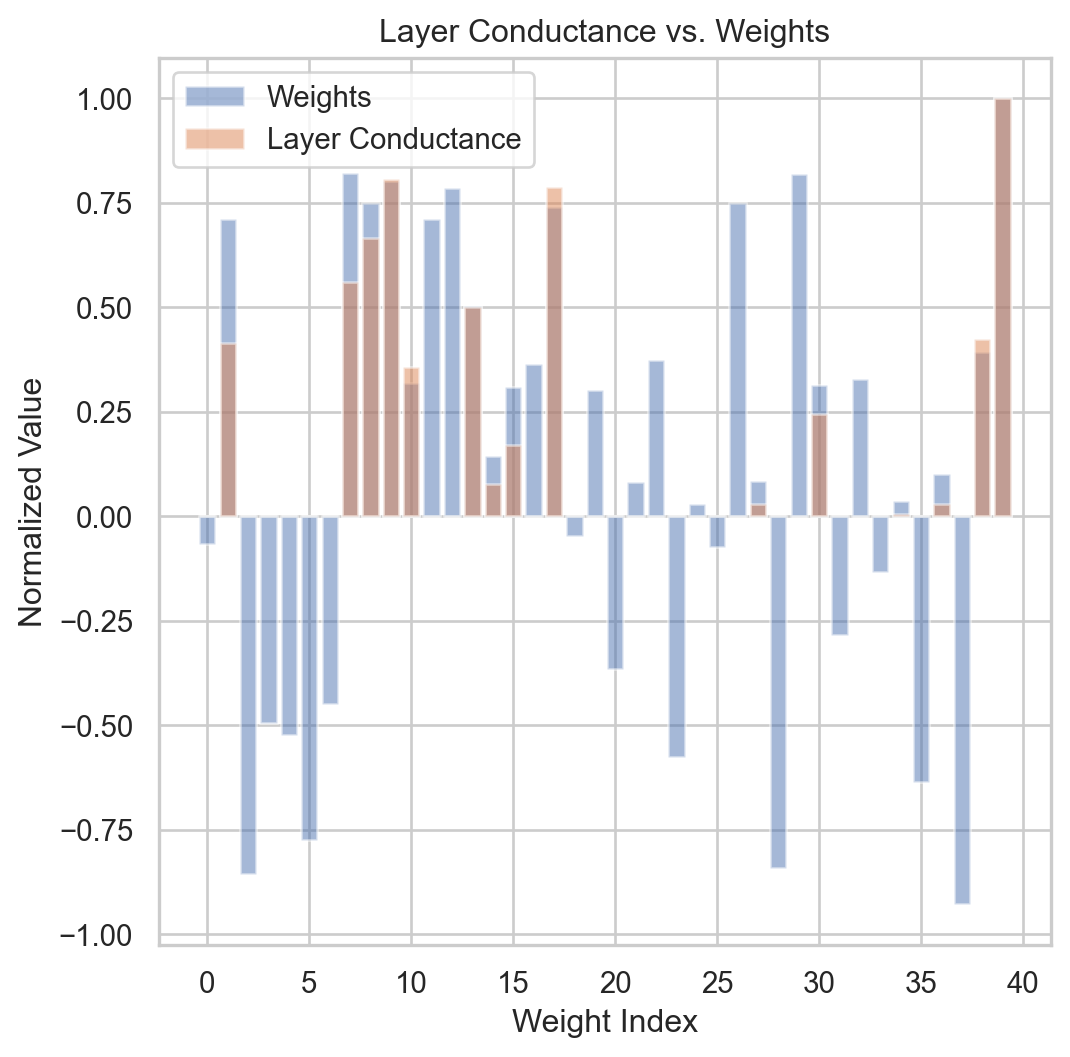 Layer Conductance vs. Weights
Weights
Layer Conductance
1.00
0.75
0.50
0.25
0.00
−0.25
−0.50
−0.75
−1.00
Normalized Value
0 5 10 15 20 25 30 35 40
Weight Index